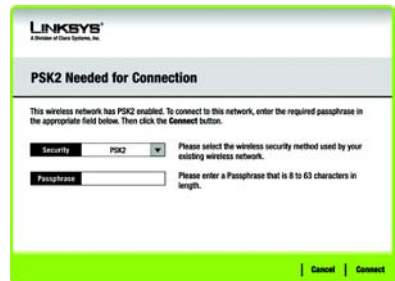 LINKSYS®
A Division of Cisco Systems, Inc.
PSK2 Needed for Connection
This wireless network has PSK2 enabled. To connect to this network, enter the required passphrase in
the appropriate field below. Then click the Connect button.
Security PSK2 Please select the wireless security method used by your
existing wireless network.
Passphrase Please enter a Passphrase that is 8 to 63 characters in
length.
Cancel Connect